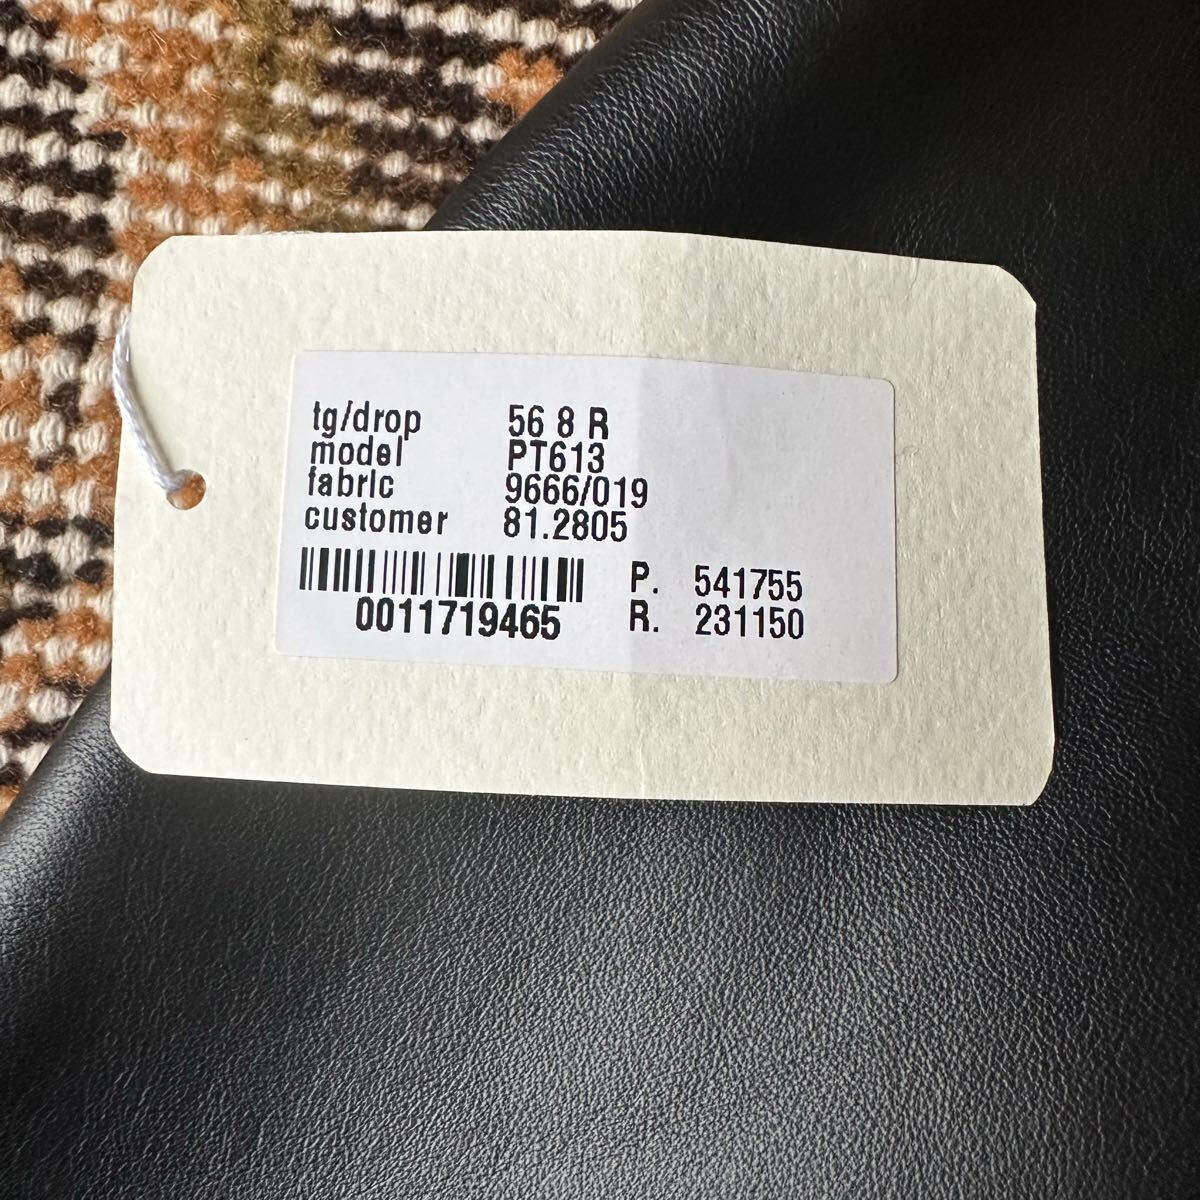 tg/drop 56 8 R
model PT613
fabric 9666/019
customer 81.2805
P. 541755
0011719465 R. 231150